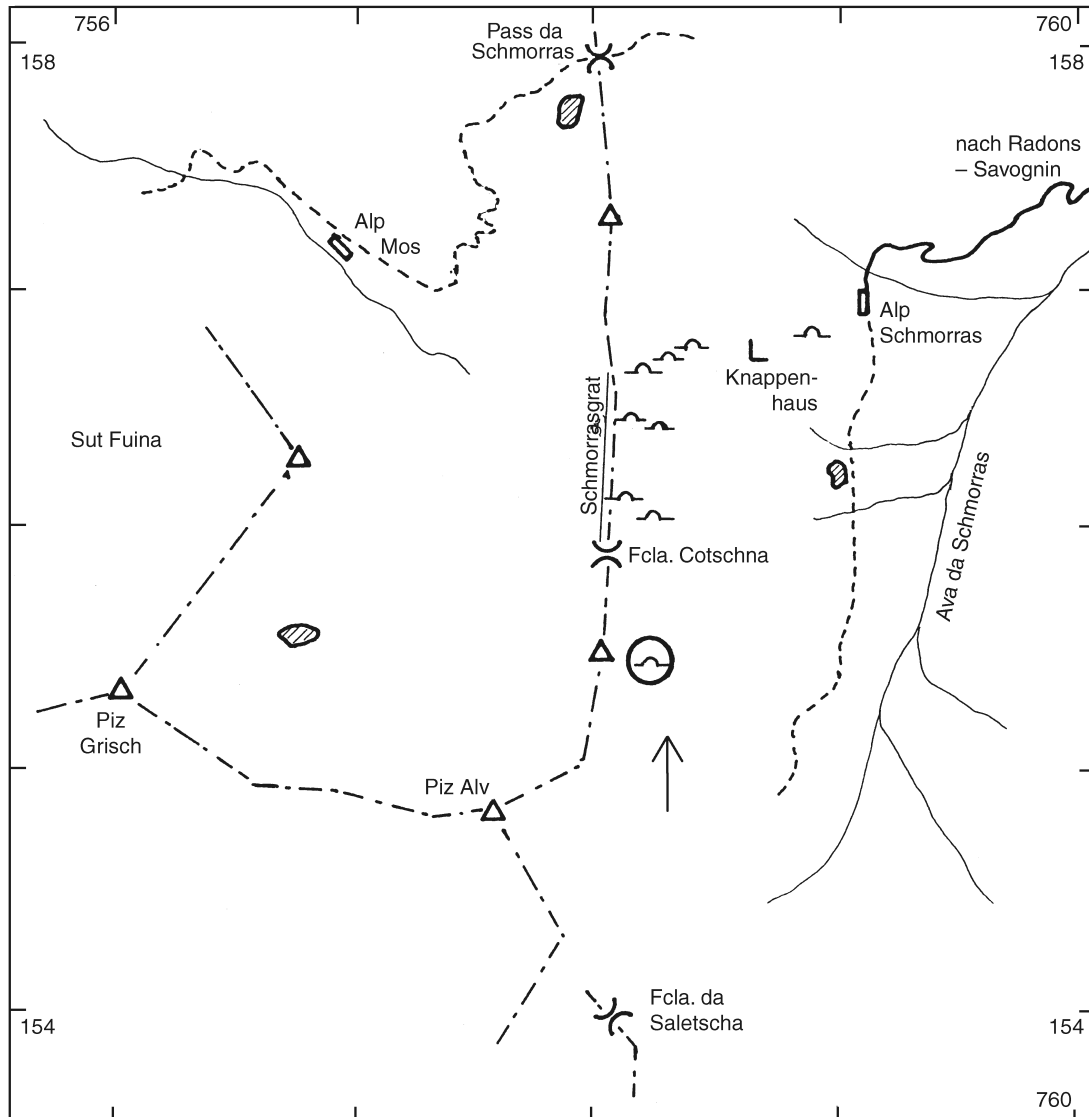 756
760
158
158
Pass da
Schmorras
nach Radons
– Savognin
Alp
Mos
Alp
Schmorras
Knappen-
haus
Schmorrasgrat
Sut Fuina
Fcla. Cotschna
Ava da Schmorras
Piz
Grisch
Piz Alv
Fcla. da
Saletscha
154
154
760